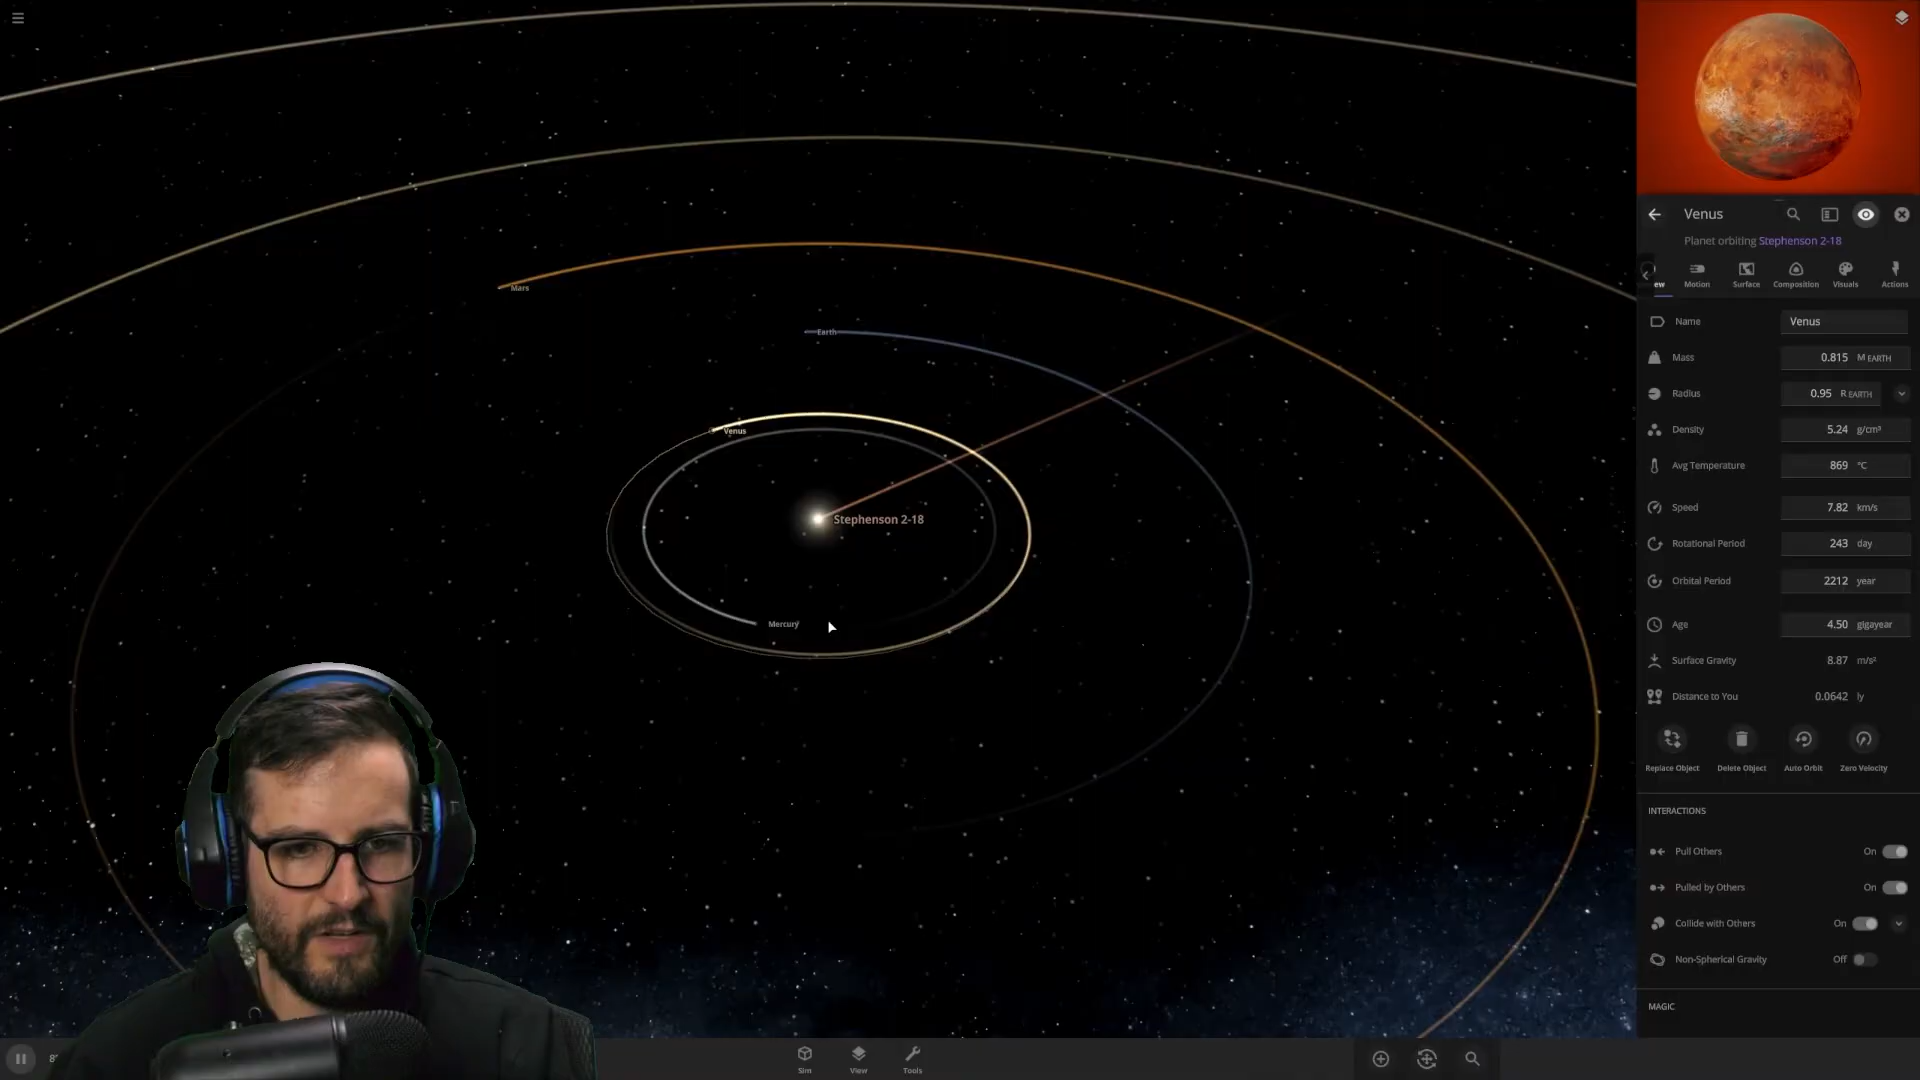 Mars
Earth
Venus
Stephenson 2-18
Mercury
Venus
Planet orbiting Stephenson 2-18
ew
Motion
Surface
Composition
Visuals
Actions
Name Venus
Mass 0.815 M EARTH
Radius 0.95 R EARTH
Density 5.24 g/cm³
Avg Temperature 869 °C
Speed 7.82 km/s
Rotational Period 243 day
Orbital Period 2212 year
Age 4.50 gigayear
Surface Gravity 8.87 m/s²
Distance to You 0.0642 ly
Replace Object
Delete Object
Auto Orbit
Zero Velocity
INTERACTIONS
Pull Others On
Pulled by Others On
Collide with Others On
Non-Spherical Gravity Off
MAGIC
Sim
View
Tools